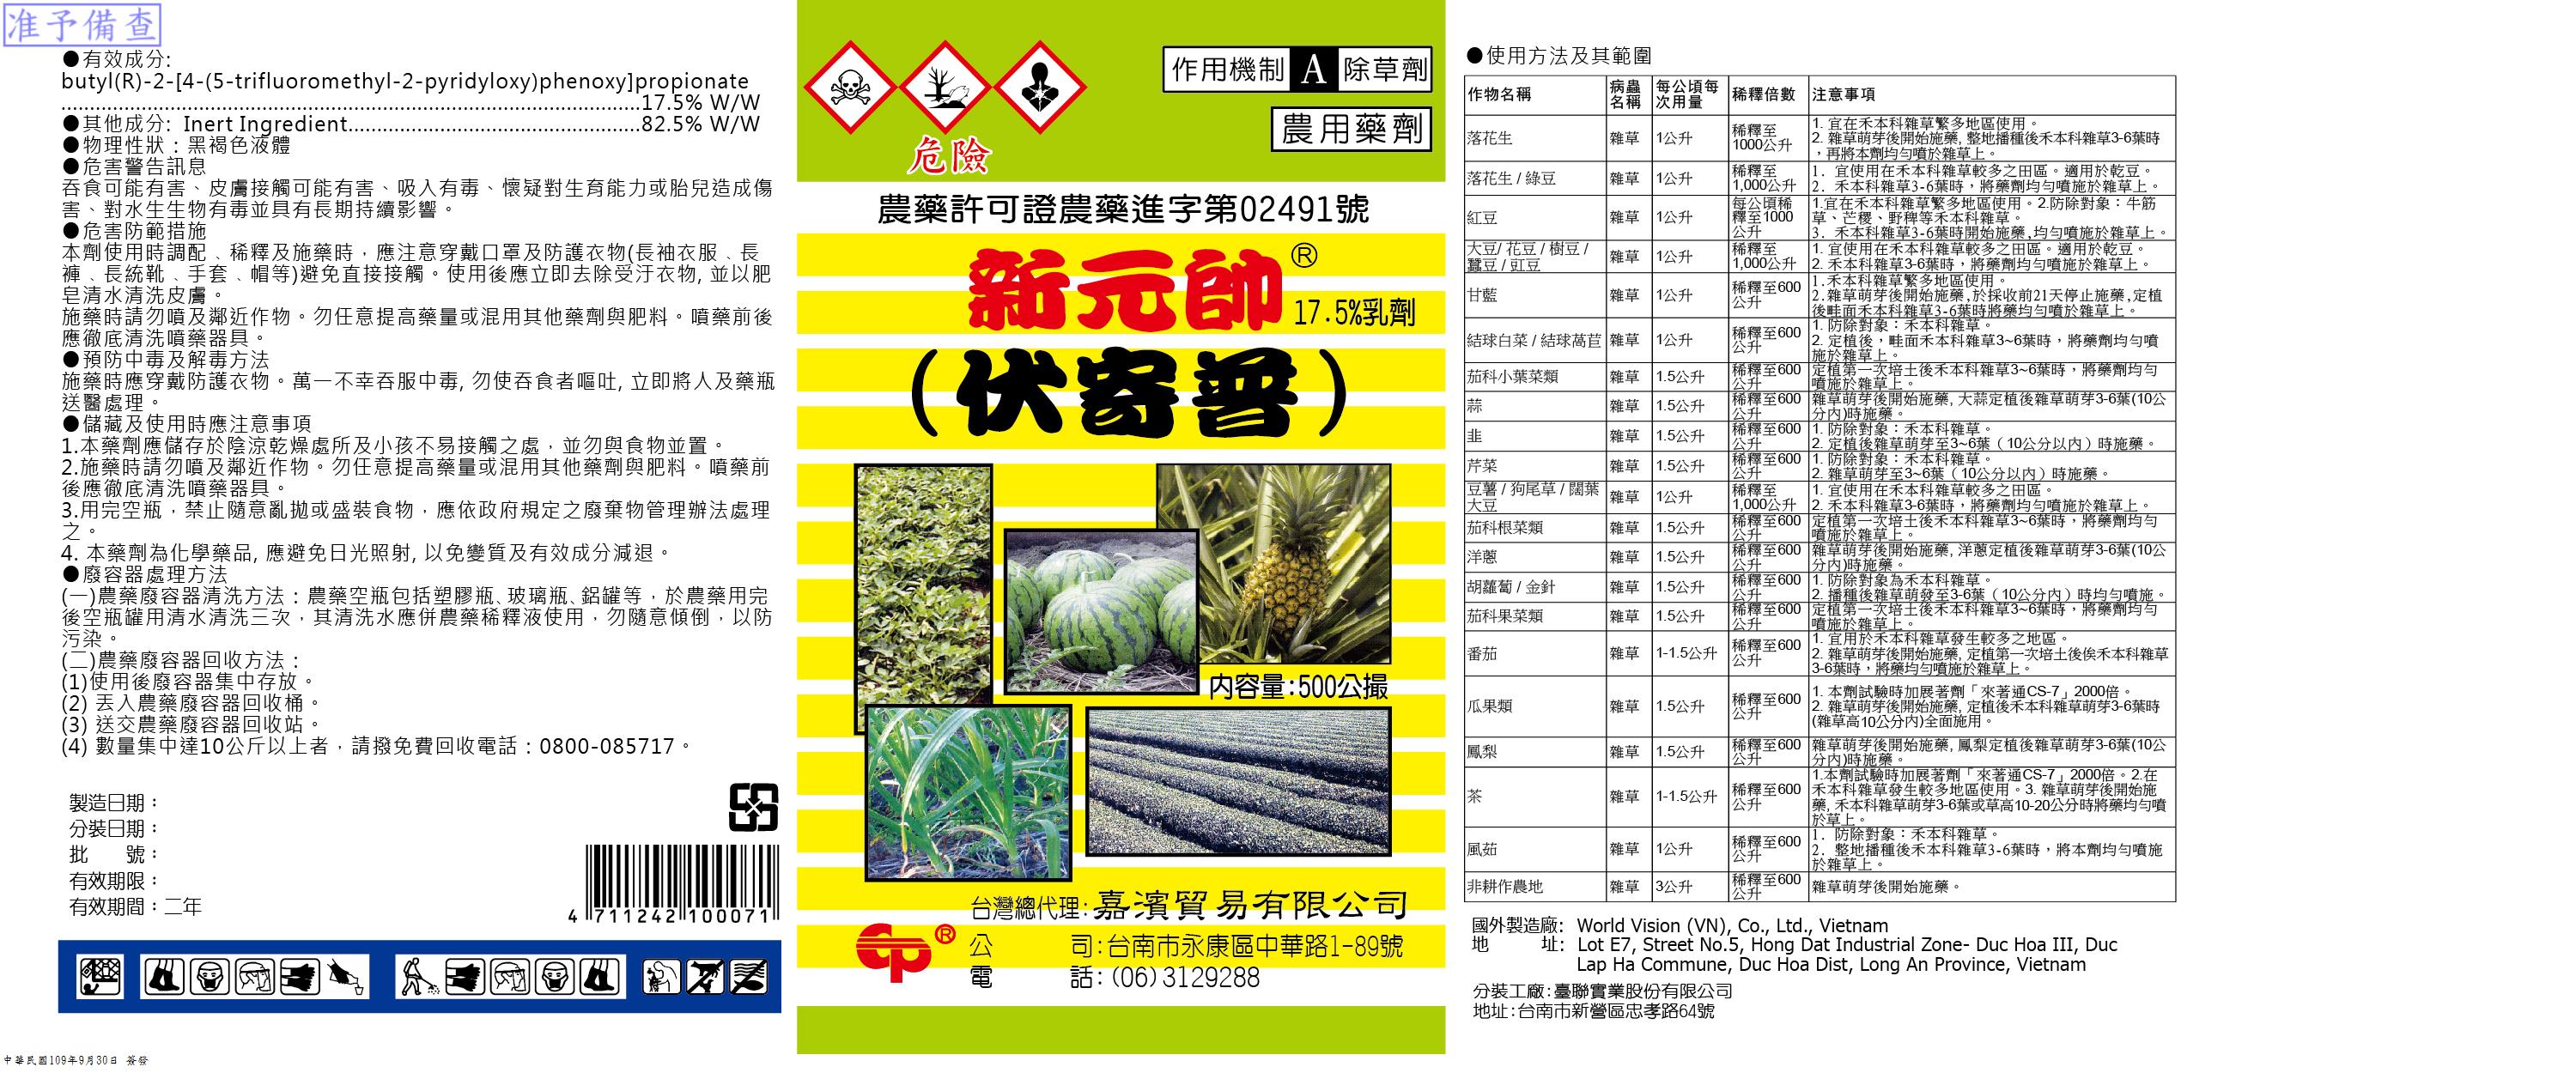 准予備查
●有效成分:
butyl(R)-2-[4-(5-trifluoromethyl-2-pyridyloxy)phenoxy]propionate
..........................................................................................................17.5% W/W
●其他成分: Inert Ingredient...................................................82.5% W/W
●物理性狀：黑褐色液體
●危害警告訊息
吞食可能有害、皮膚接觸可能有害、吸入有毒、懷疑對生育能力或胎兒造成傷
害、對水生生物有毒並具有長期持續影響。
●危害防範措施
本劑使用時調配、稀釋及施藥時，應注意穿戴口罩及防護衣物(長袖衣服、長
褲、長統靴、手套、帽等)避免直接接觸。使用後應立即去除受汙衣物, 並以肥
皂清水清洗皮膚。
施藥時請勿噴及鄰近作物。勿任意提高藥量或混用其他藥劑與肥料。噴藥前後
應徹底清洗噴藥器具。
●預防中毒及解毒方法
施藥時應穿戴防護衣物。萬一不幸吞服中毒, 勿使吞食者嘔吐, 立即將人及藥瓶
送醫處理。
●儲藏及使用時應注意事項
1.本藥劑應儲存於陰涼乾燥處所及小孩不易接觸之處，並勿與食物並置。
2.施藥時請勿噴及鄰近作物。勿任意提高藥量或混用其他藥劑與肥料。噴藥前
後應徹底清洗噴藥器具。
3.用完空瓶，禁止隨意亂拋或盛裝食物，應依政府規定之廢棄物管理辦法處理
之。
4. 本藥劑為化學藥品, 應避免日光照射, 以免變質及有效成分減退。
●廢容器處理方法
(一)農藥廢容器清洗方法：農藥空瓶包括塑膠瓶、玻璃瓶、鋁罐等，於農藥用完
後空瓶罐用清水清洗三次，其清洗水應併農藥稀釋液使用，勿隨意傾倒，以防
污染。
(二)農藥廢容器回收方法：
(1)使用後廢容器集中存放。
(2) 丟入農藥廢容器回收桶。
(3) 送交農藥廢容器回收站。
(4) 數量集中達10公斤以上者，請撥免費回收電話：0800-085717。
製造日期：
分裝日期：
批　　號：
有效期限：
有效期間：二年
4 711242 100071
中華民國109年9月30日 簽發
作用機制 A 除草劑
農用藥劑
危險
農藥許可證農藥進字第02491號
新元帥®
17.5%乳劑
(伏寄普)
內容量:500公撮
台灣總代理:嘉濱貿易有限公司
CP®
公　　司:台南市永康區中華路1-89號
電　　話:(06)3129288
●使用方法及其範圍
作物名稱 病蟲名稱 每公頃每次用量 稀釋倍數 注意事項
落花生 雜草 1公升 稀釋至1000公升 1. 宜在禾本科雜草繁多地區使用。
2. 雜草萌芽後開始施藥, 整地播種後禾本科雜草3-6葉時
，再將本劑均勻噴於雜草上。
落花生 / 綠豆 雜草 1公升 稀釋至1,000公升 1. 宜使用在禾本科雜草較多之田區。適用於乾豆。
2. 禾本科雜草3-6葉時，將藥劑均勻噴施於雜草上。
紅豆 雜草 1公升 每公頃稀釋至1000公升 1.宜在禾本科雜草繁多地區使用。2.防除對象：牛筋
草、芒稷、野稗等禾本科雜草。
3. 禾本科雜草3-6葉時開始施藥,均勻噴施於雜草上。
大豆/ 花豆 / 樹豆 / 蠶豆 / 豇豆 雜草 1公升 稀釋至1,000公升 1. 宜使用在禾本科雜草較多之田區。適用於乾豆。
2. 禾本科雜草3-6葉時，將藥劑均勻噴施於雜草上。
甘藍 雜草 1公升 稀釋至600公升 1.禾本科雜草繁多地區使用。
2.雜草萌芽後開始施藥,於採收前21天停止施藥,定植
後畦面禾本科雜草3-6葉時將藥均勻噴於雜草上。
結球白菜 / 結球萵苣 雜草 1公升 稀釋至600公升 1. 防除對象：禾本科雜草。
2. 定植後，畦面禾本科雜草3~6葉時，將藥劑均勻噴
施於雜草上。
茄科小葉菜類 雜草 1.5公升 稀釋至600公升 定植第一次培土後禾本科雜草3~6葉時，將藥劑均勻
噴施於雜草上。
蒜 雜草 1.5公升 稀釋至600公升 雜草萌芽後開始施藥, 大蒜定植後雜草萌芽3-6葉(10公
分內)時施藥。
韭 雜草 1.5公升 稀釋至600公升 1. 防除對象：禾本科雜草。
2. 定植後雜草萌芽至3~6葉（10公分以內）時施藥。
芹菜 雜草 1.5公升 稀釋至600公升 1. 防除對象：禾本科雜草。
2. 雜草萌芽至3~6葉（10公分以內）時施藥。
豆薯 / 狗尾草 / 闊葉大豆 雜草 1公升 稀釋至1,000公升 1. 宜使用在禾本科雜草較多之田區。
2. 禾本科雜草3-6葉時，將藥劑均勻噴施於雜草上。
茄科根菜類 雜草 1.5公升 稀釋至600公升 定植第一次培土後禾本科雜草3~6葉時，將藥劑均勻
噴施於雜草上。
洋蔥 雜草 1.5公升 稀釋至600公升 雜草萌芽後開始施藥, 洋蔥定植後雜草萌芽3-6葉(10公
分內)時施藥。
胡蘿蔔 / 金針 雜草 1.5公升 稀釋至600公升 1. 防除對象為禾本科雜草。
2. 播種後雜草萌發至3-6葉（10公分內）時均勻噴施。
茄科果菜類 雜草 1.5公升 稀釋至600公升 定植第一次培土後禾本科雜草3~6葉時，將藥劑均勻
噴施於雜草上。
番茄 雜草 1-1.5公升 稀釋至600公升 1. 宜用於禾本科雜草發生較多之地區。
2. 雜草萌芽後開始施藥, 定植第一次培土後俟禾本科雜草
3-6葉時，將藥均勻噴施於雜草上。
瓜果類 雜草 1.5公升 稀釋至600公升 1. 本劑試驗時加展著劑「來著通CS-7」2000倍。
2. 雜草萌芽後開始施藥, 定植後禾本科雜草萌芽3-6葉時
(雜草高10公分內)全面施用。
鳳梨 雜草 1.5公升 稀釋至600公升 雜草萌芽後開始施藥, 鳳梨定植後雜草萌芽3-6葉(10公
分內)時施藥。
茶 雜草 1-1.5公升 稀釋至600公升 1.本劑試驗時加展著劑「來著通CS-7」2000倍。2.在
禾本科雜草發生較多地區使用。3. 雜草萌芽後開始施
藥, 禾本科雜草萌芽3-6葉或草高10-20公分時將藥均勻噴
於草上。
風茹 雜草 1公升 稀釋至600公升 1. 防除對象：禾本科雜草。
2. 整地播種後禾本科雜草3-6葉時，將本劑均勻噴施
於雜草上。
非耕作農地 雜草 3公升 稀釋至600公升 雜草萌芽後開始施藥。
國外製造廠: World Vision (VN), Co., Ltd., Vietnam
地　　址: Lot E7, Street No.5, Hong Dat Industrial Zone- Duc Hoa III, Duc
Lap Ha Commune, Duc Hoa Dist, Long An Province, Vietnam
分裝工廠:臺聯實業股份有限公司
地址:台南市新營區忠孝路64號